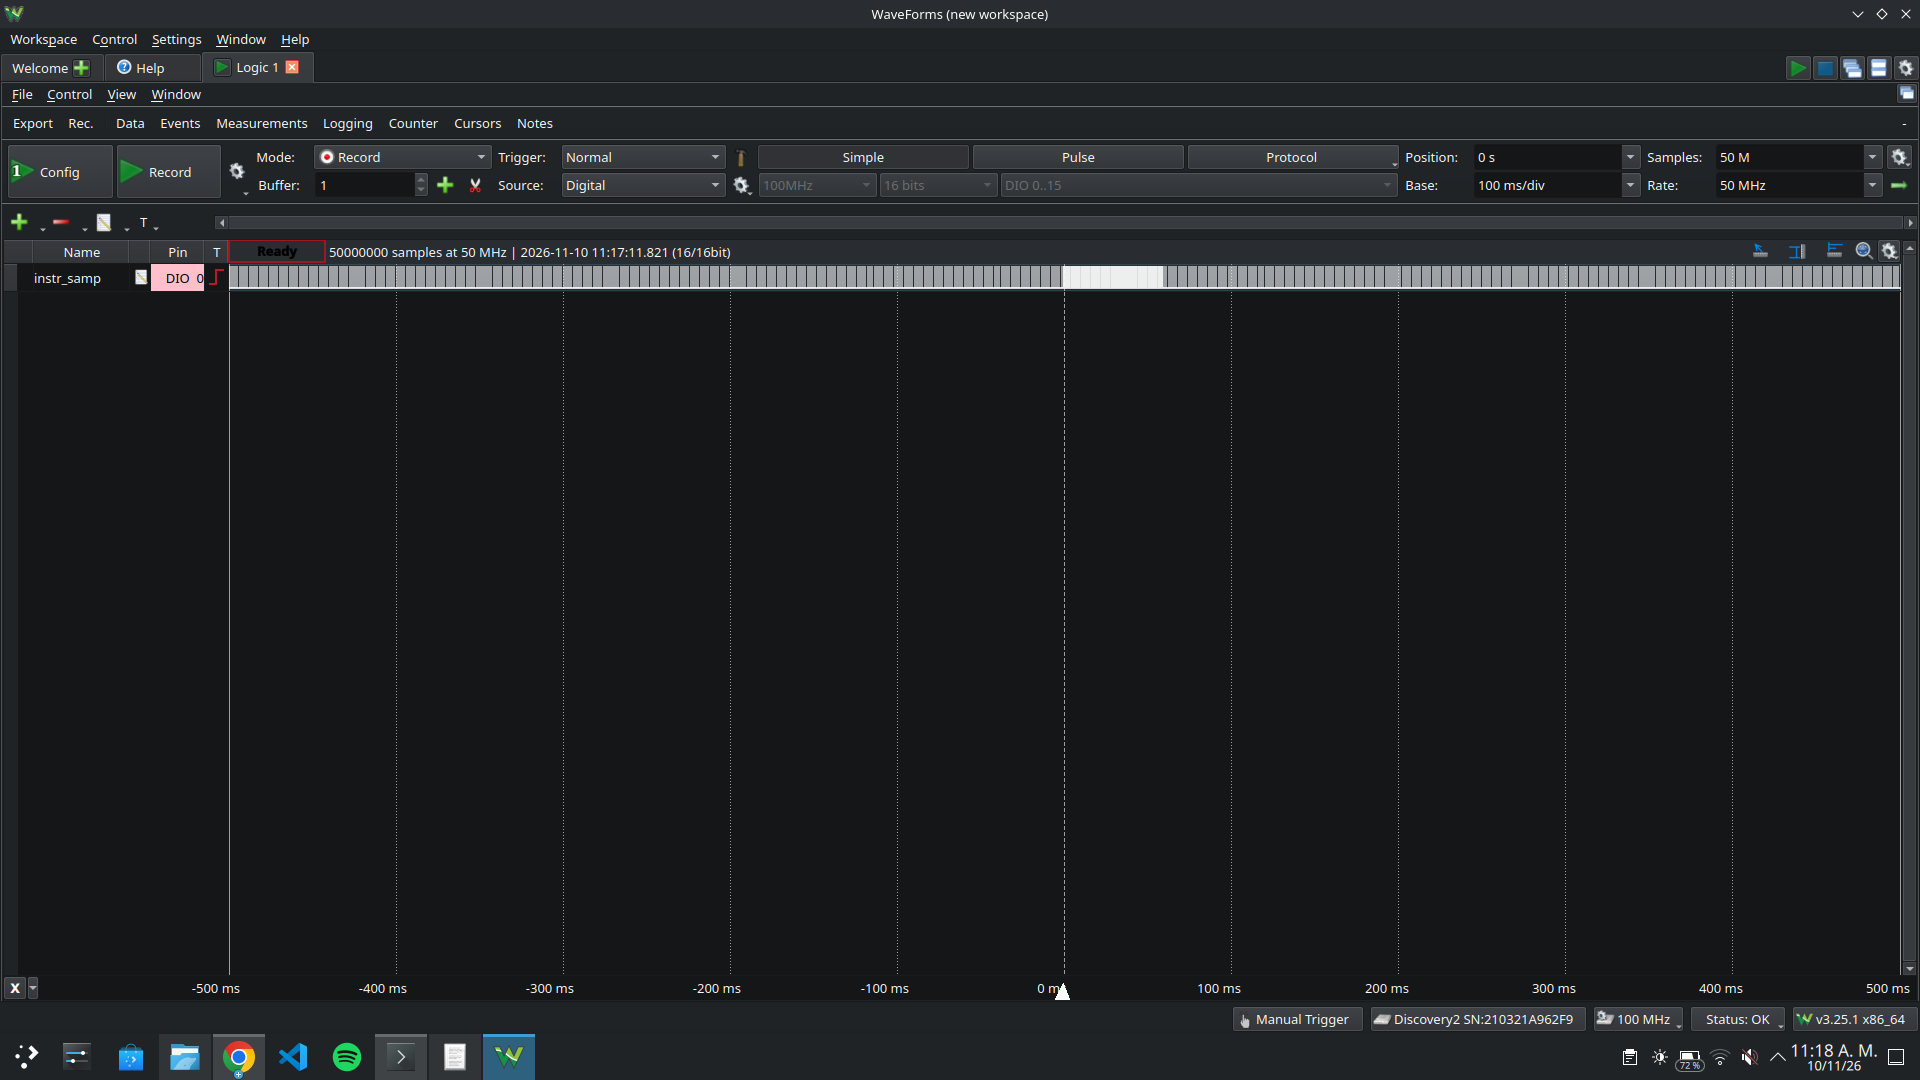 WaveForms (new workspace)
Workspace Control Settings Window Help
Welcome Help Logic 1
File Control View Window
Export Rec. Data Events Measurements Logging Counter Cursors Notes -
1 Config Record Mode: Record Trigger: Normal Simple Pulse Protocol Position: 0 s Samples: 50 M
Buffer: 1 Source: Digital 100MHz 16 bits DIO 0..15 Base: 100 ms/div Rate: 50 MHz
T
Name Pin T Ready 50000000 samples at 50 MHz | 2026-11-10 11:17:11.821 (16/16bit)
instr_samp DIO 0
X -500 ms -400 ms -300 ms -200 ms -100 ms 0 m 100 ms 200 ms 300 ms 400 ms 500 ms
Manual Trigger Discovery2 SN:210321A962F9 100 MHz Status: OK v3.25.1 x86_64
72 % 11:18 A. M.
10/11/26